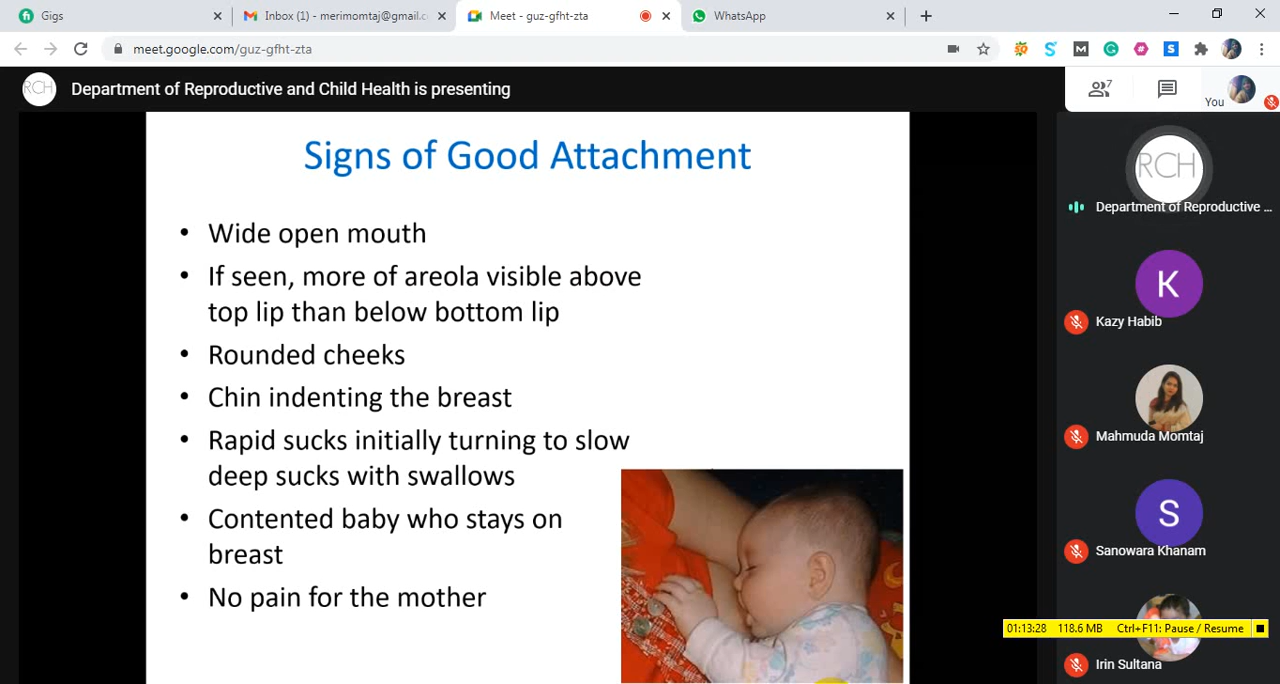 Gigs
Inbox (1) - merimomtaj@gmail.c
Meet - guz-gfht-zta
WhatsApp
meet.google.com/guz-gfht-zta
RCH
Department of Reproductive and Child Health is presenting
7
You
Signs of Good Attachment
• Wide open mouth
• If seen, more of areola visible above
top lip than below bottom lip
• Rounded cheeks
• Chin indenting the breast
• Rapid sucks initially turning to slow
deep sucks with swallows
• Contented baby who stays on
breast
• No pain for the mother
RCH
Department of Reproductive ...
K
Kazy Habib
Mahmuda Momtaj
S
Sanowara Khanam
01:13:28 118.6 MB Ctrl+F11: Pause / Resume
Irin Sultana